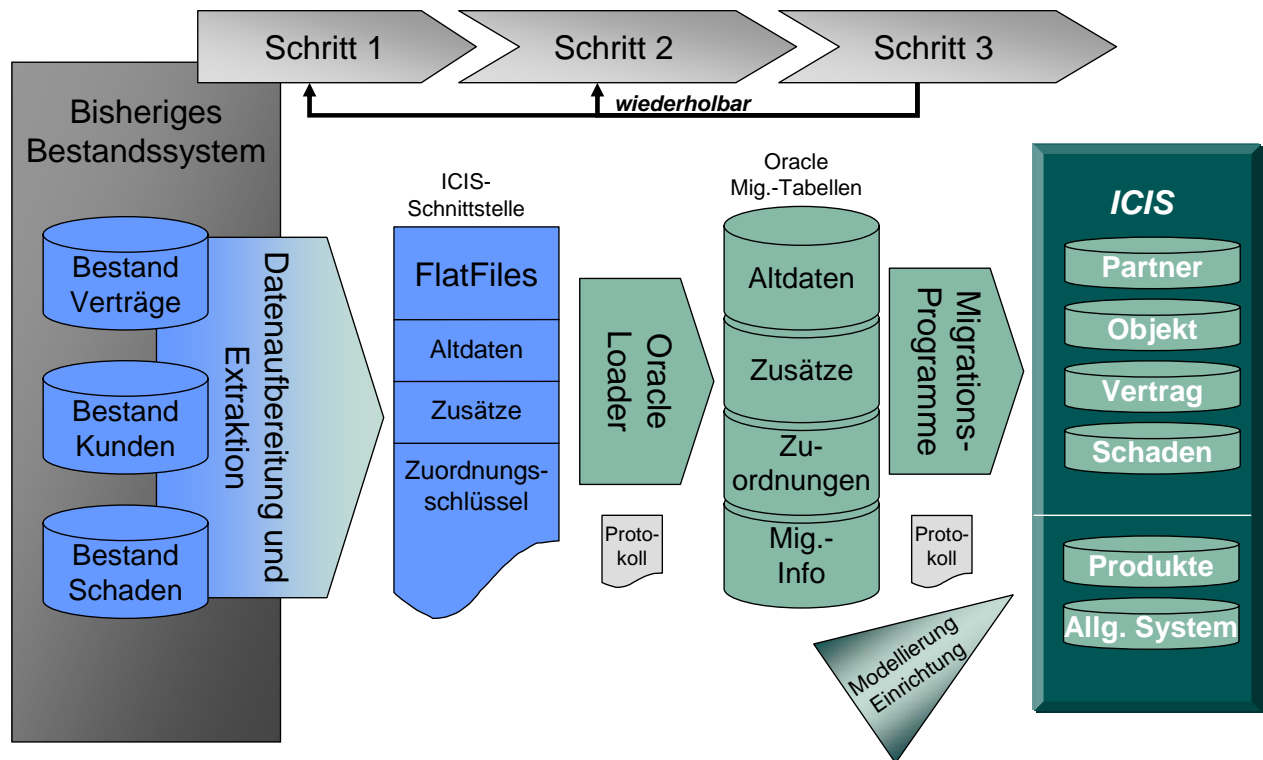 Schritt 1
Schritt 2
Schritt 3
wiederholbar
Bisheriges
Bestandssystem
Bestand
Verträge
Bestand
Kunden
Bestand
Schaden
Datenaufbereitung und
Extraktion
ICIS-
Schnittstelle
FlatFiles
Altdaten
Zusätze
Zuordnungs-
schlüssel
Oracle
Loader
Proto-
koll
Oracle
Mig.-Tabellen
Altdaten
Zusätze
Zu-
ordnungen
Mig.-
Info
Migrations-
Programme
Proto-
koll
Modellierung
Einrichtung
ICIS
Partner
Objekt
Vertrag
Schaden
Produkte
Allg. System